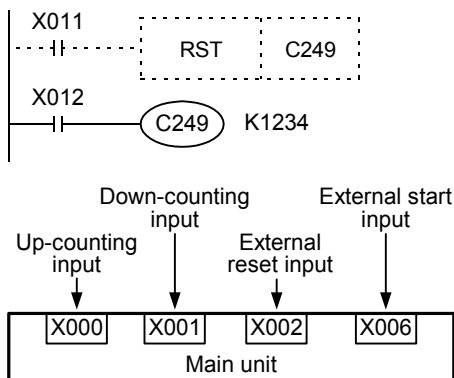 X011
RST C249
X012
C249 K1234
Down-counting input
External start input
Up-counting input
External reset input
X000 X001 X002 X006
Main unit